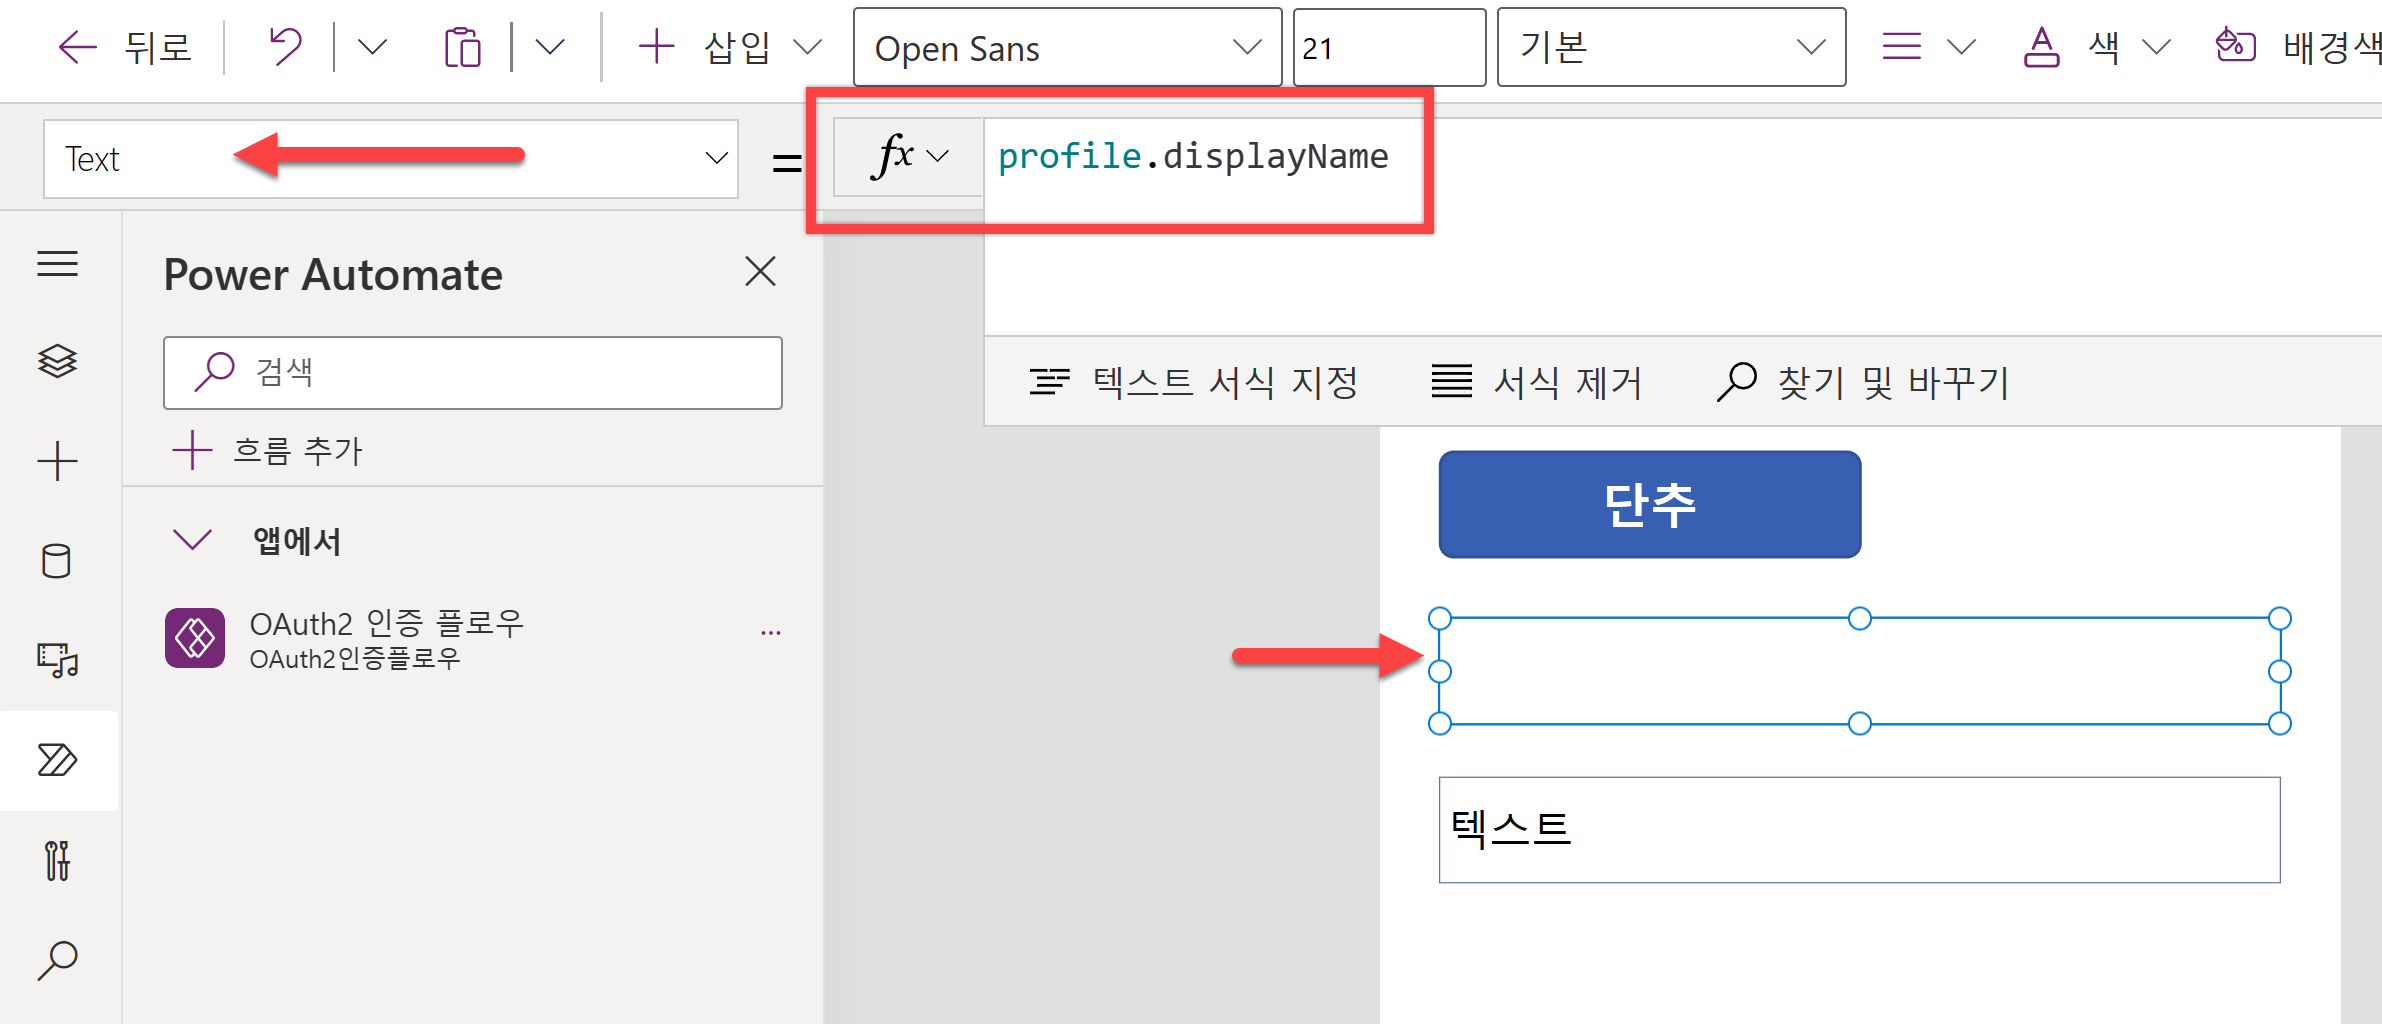 뒤로
삽입
Open Sans
21
기본
색
배경색
Text
=
fx
profile.displayName
Power Automate
검색
흐름 추가
앱에서
OAuth2 인증 플로우
OAuth2인증플로우
...
텍스트 서식 지정
서식 제거
찾기 및 바꾸기
단추
텍스트